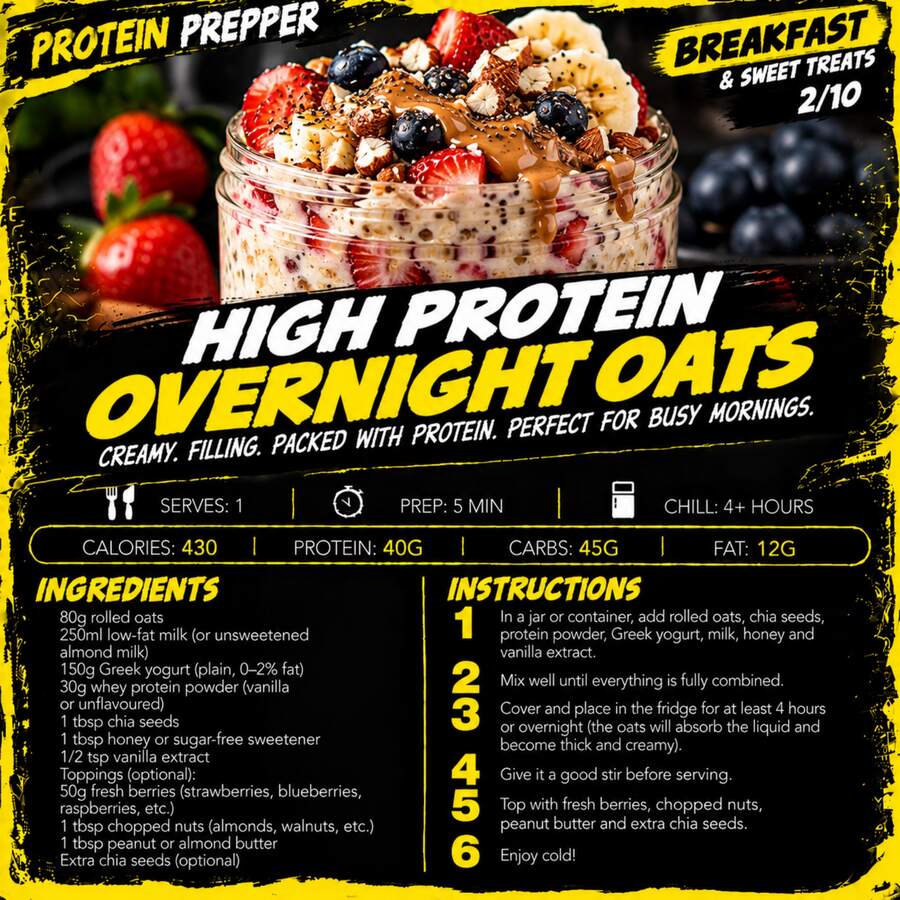 PROTEIN PREPPER
BREAKFAST
& SWEET TREATS
2/10
HIGH PROTEIN
OVERNIGHT OATS
CREAMY. FILLING. PACKED WITH PROTEIN. PERFECT FOR BUSY MORNINGS.
SERVES: 1
PREP: 5 MIN
CHILL: 4+ HOURS
CALORIES: 430
PROTEIN: 40G
CARBS: 45G
FAT: 12G
INGREDIENTS
80g rolled oats
250ml low-fat milk (or unsweetened
almond milk)
150g Greek yogurt (plain, 0–2% fat)
30g whey protein powder (vanilla
or unflavoured)
1 tbsp chia seeds
1 tbsp honey or sugar-free sweetener
1/2 tsp vanilla extract
Toppings (optional):
50g fresh berries (strawberries, blueberries,
raspberries, etc.)
1 tbsp chopped nuts (almonds, walnuts, etc.)
1 tbsp peanut or almond butter
Extra chia seeds (optional)
INSTRUCTIONS
1 In a jar or container, add rolled oats, chia seeds,
protein powder, Greek yogurt, milk, honey and
vanilla extract.
2 Mix well until everything is fully combined.
3 Cover and place in the fridge for at least 4 hours
or overnight (the oats will absorb the liquid and
become thick and creamy).
4 Give it a good stir before serving.
5 Top with fresh berries, chopped nuts,
peanut butter and extra chia seeds.
6 Enjoy cold!